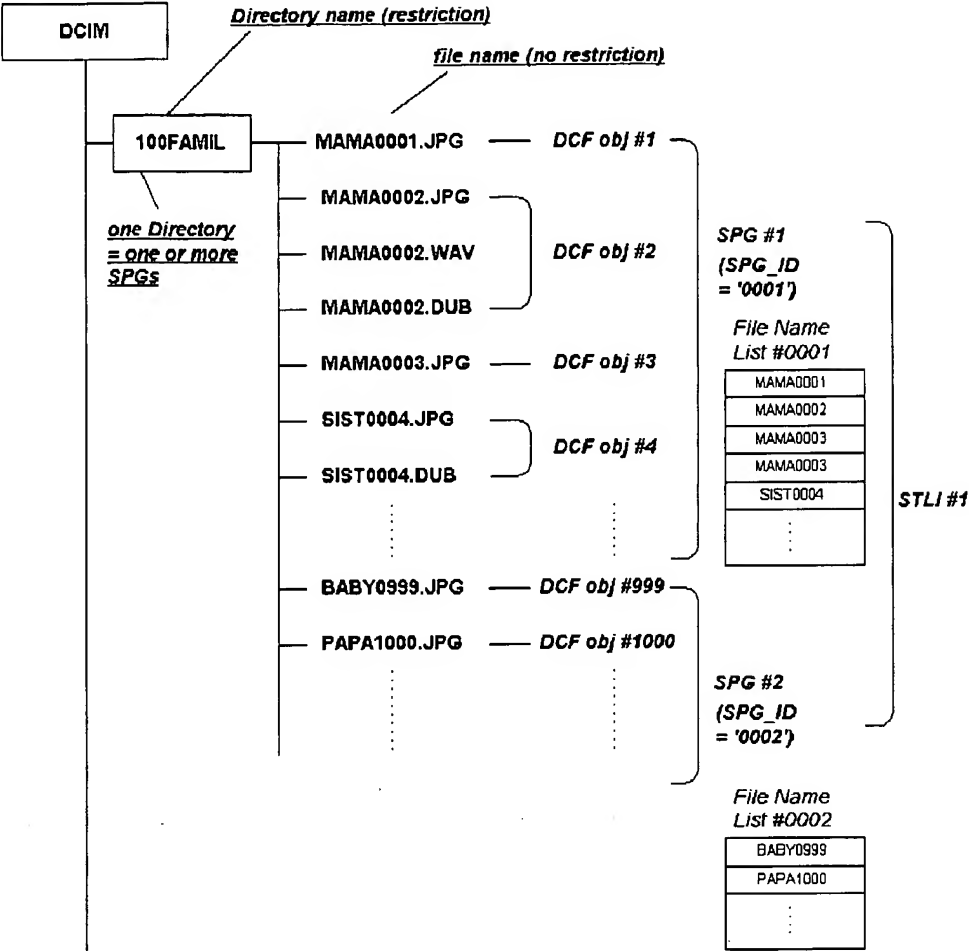 DCIM
Directory name (restriction)
file name (no restriction)
100FAMIL
one Directory
= one or more
SPGs
MAMA0001.JPG
DCF obj #1
MAMA0002.JPG
MAMA0002.WAV
DCF obj #2
MAMA0002.DUB
MAMA0003.JPG
DCF obj #3
SIST0004.JPG
DCF obj #4
SIST0004.DUB
BABY0999.JPG
DCF obj #999
PAPA1000.JPG
DCF obj #1000
SPG #1
(SPG_ID
= '0001')
File Name
List #0001
MAMA0001
MAMA0002
MAMA0003
MAMA0003
SIST0004
STLI #1
SPG #2
(SPG_ID
= '0002')
File Name
List #0002
BABY0999
PAPA1000